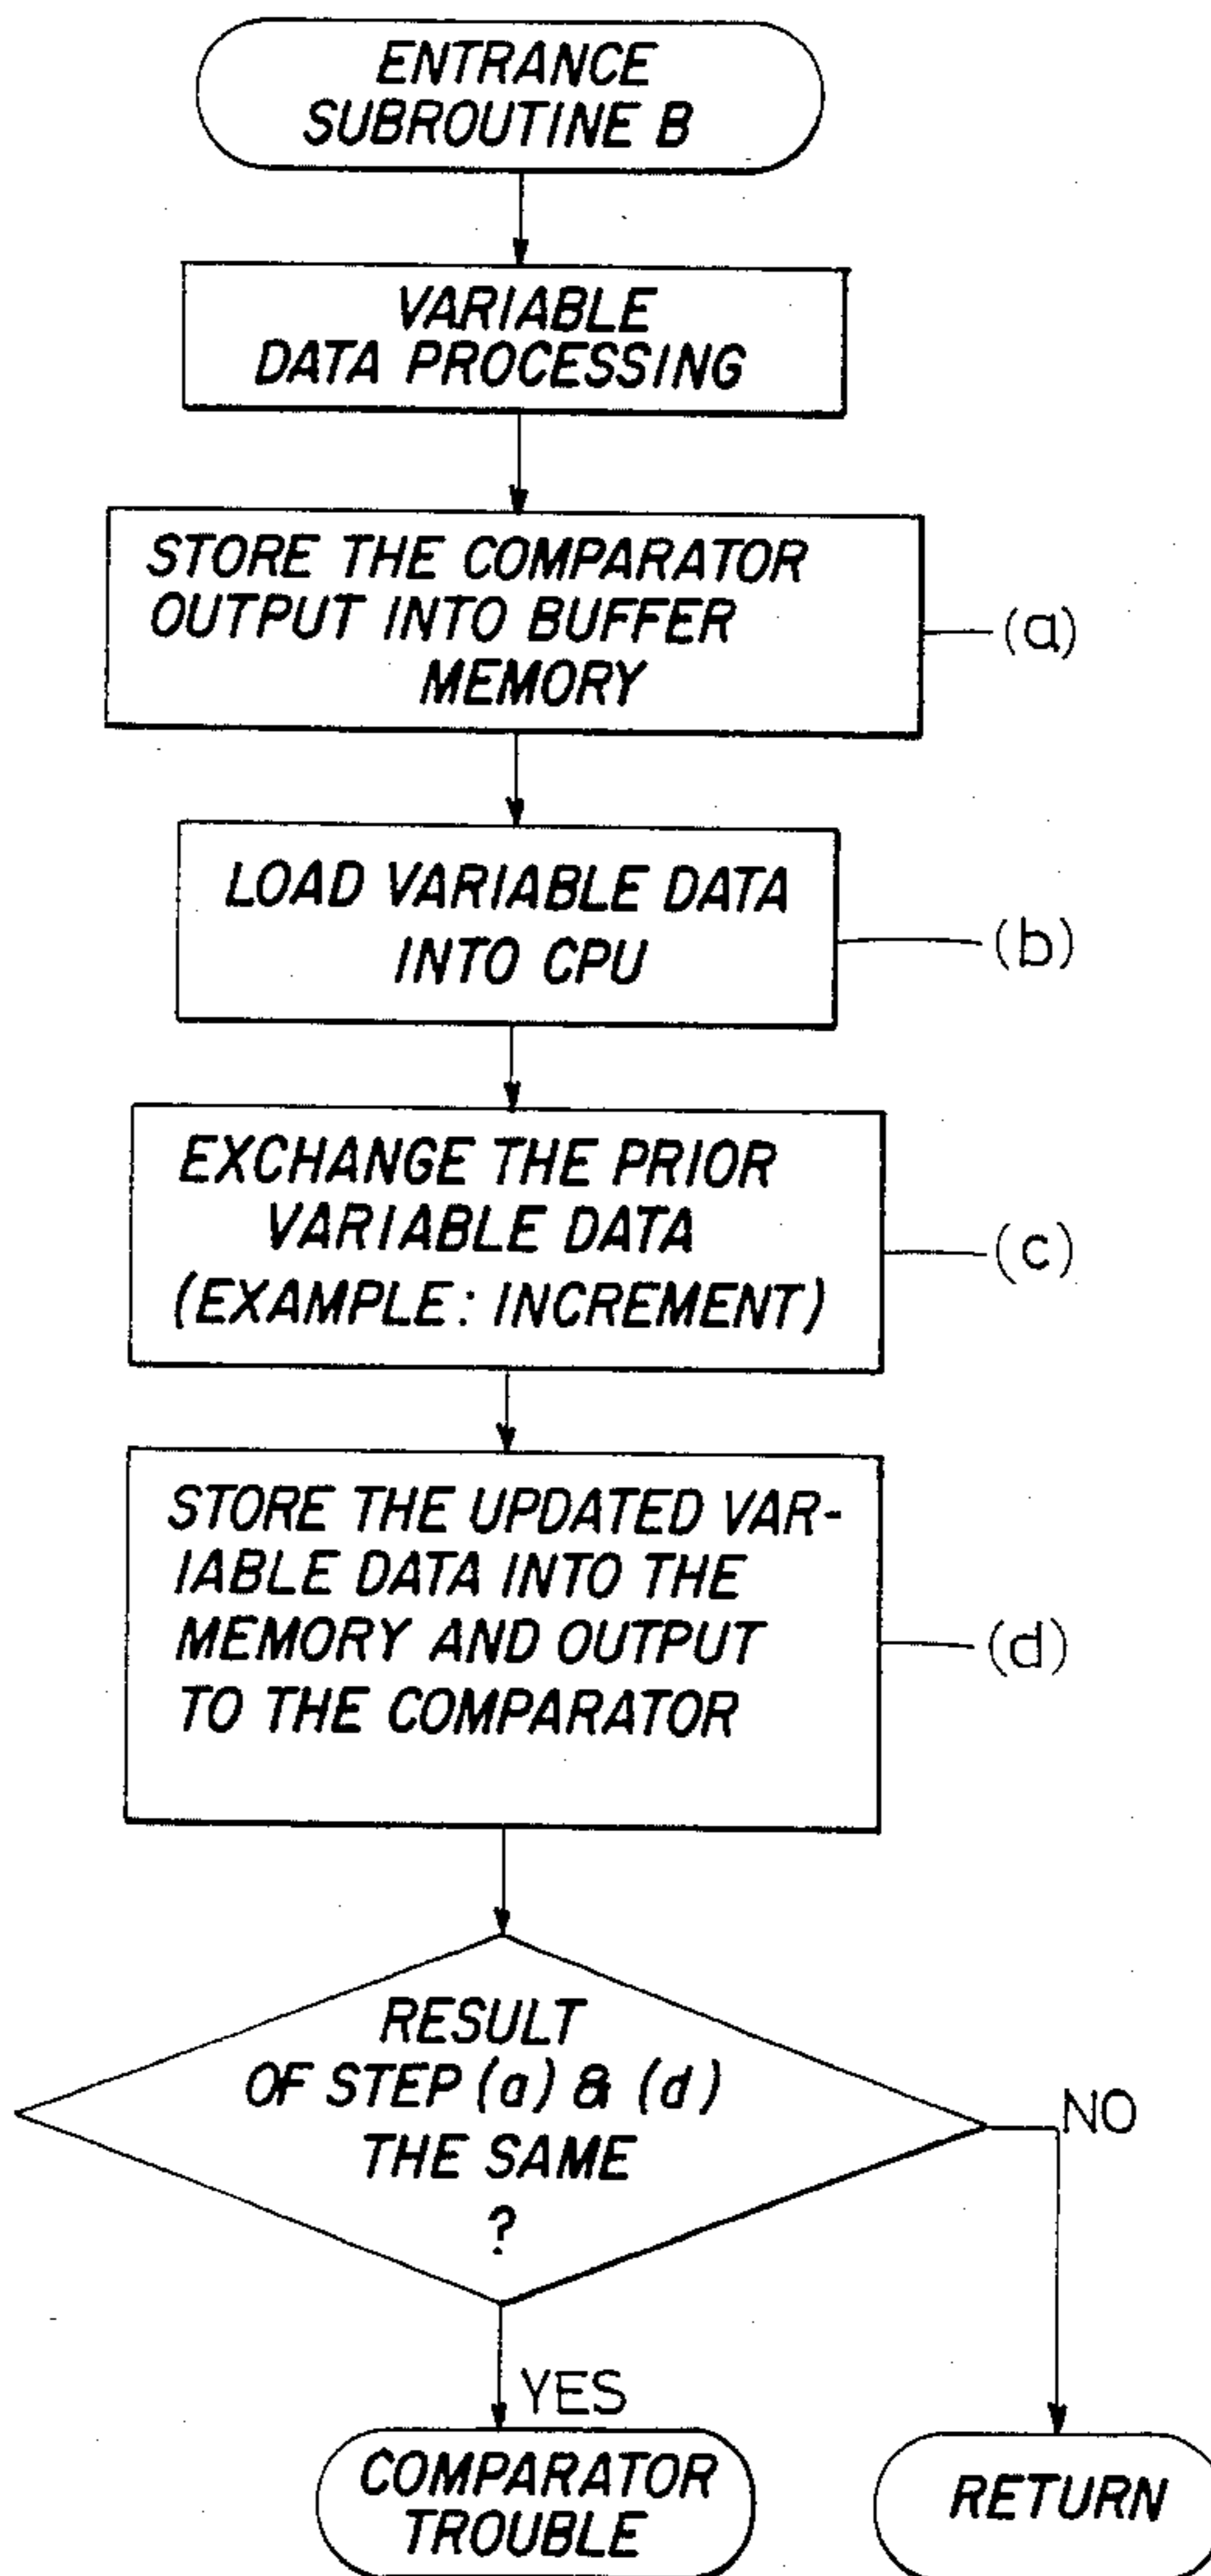 ENTRANCE
SUBROUTINE B
VARIABLE
DATA PROCESSING
STORE THE COMPARATOR
OUTPUT INTO BUFFER
MEMORY
(a)
LOAD VARIABLE DATA
INTO CPU
(b)
EXCHANGE THE PRIOR
VARIABLE DATA
(EXAMPLE: INCREMENT)
(c)
STORE THE UPDATED VAR-
IABLE DATA INTO THE
MEMORY AND OUTPUT
TO THE COMPARATOR
(d)
RESULT
OF STEP (a) & (d)
THE SAME
?
NO
YES
COMPARATOR
TROUBLE
RETURN